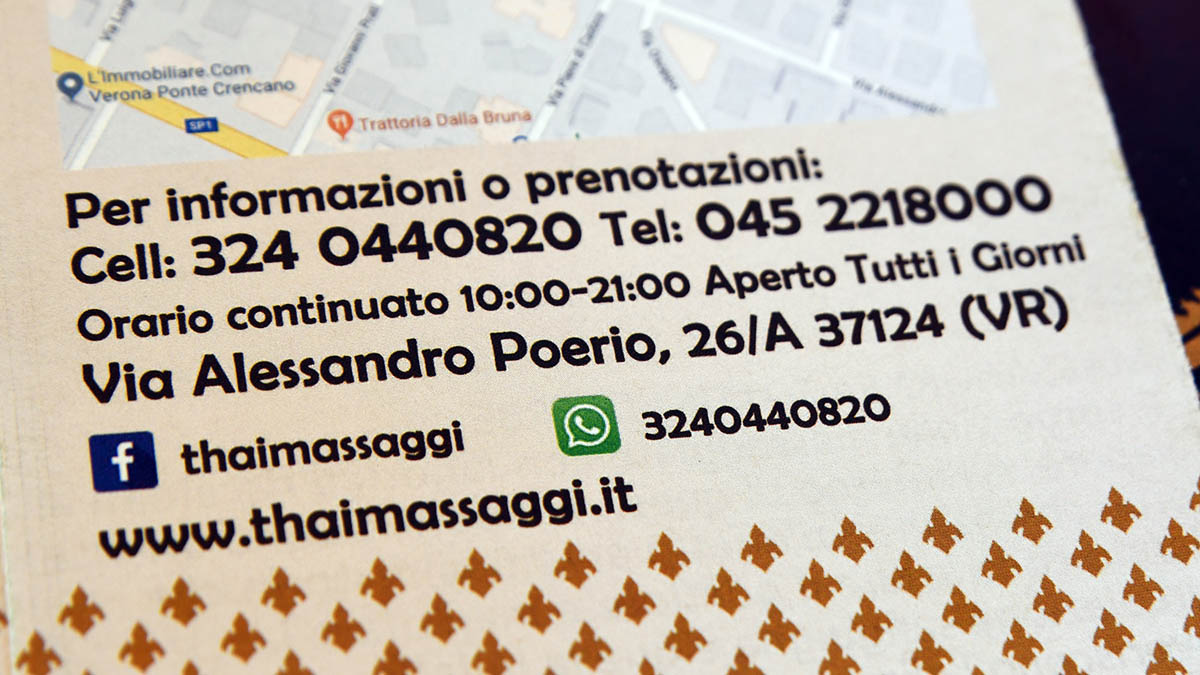 L'Immobiliare.Com
Verona Ponte Crencano
SP1
Trattoria Dalla Bruna
Per informazioni o prenotazioni:
Cell: 324 0440820 Tel: 045 2218000
Orario continuato 10:00-21:00 Aperto Tutti i Giorni
Via Alessandro Poerio, 26/A 37124 (VR)
f thaimassaggi
3240440820
www.thaimassaggi.it